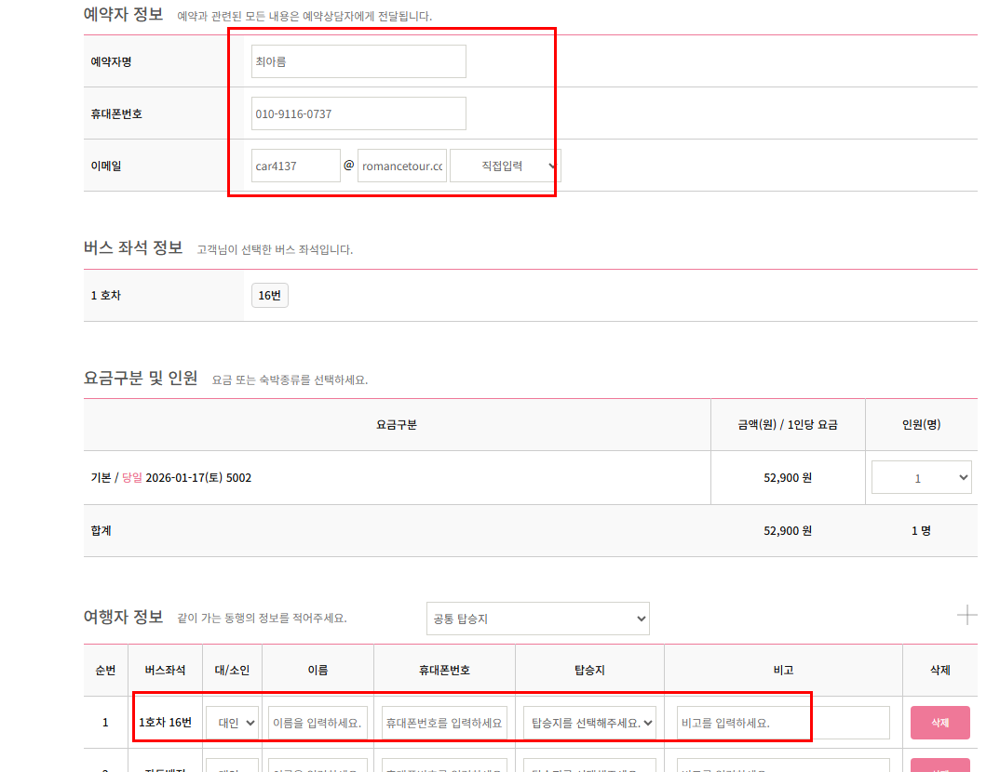 예약자 정보 예약과 관련된 모든 내용은 예약상담자에게 전달됩니다.
예약자명 최아름
휴대폰번호 010-9116-0737
이메일 car4137 @ romancetour.cc 직접입력
버스 좌석 정보 고객님이 선택한 버스 좌석입니다.
1 호차 16번
요금구분 및 인원 요금 또는 숙박종류를 선택하세요.
요금구분 금액(원) / 1인당 요금 인원(명)
기본 / 당일 2026-01-17(토) 5002 52,900 원 1
합계 52,900 원 1 명
여행자 정보 같이 가는 동행의 정보를 적어주세요. 공통 탑승지
순번 버스좌석 대/소인 이름 휴대폰번호 탑승지 비고 삭제
1 1호차 16번 대인 이름을 입력하세요. 휴대폰번호를 입력하세요 탑승지를 선택해주세요. 비고를 입력하세요. 삭제